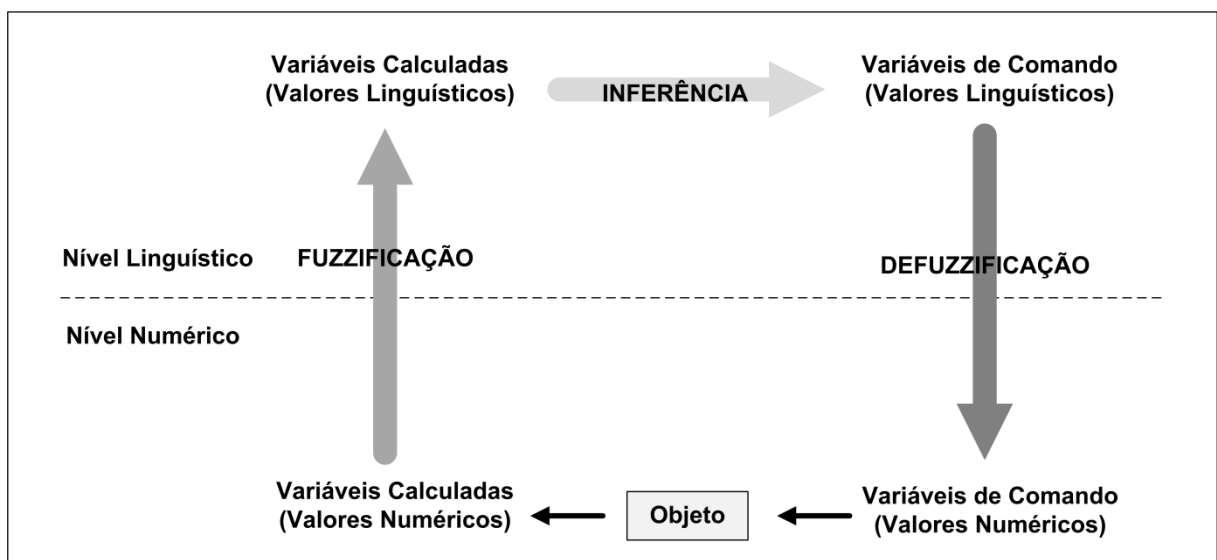 Variáveis Calculadas
(Valores Linguísticos)
INFERÊNCIA
Variáveis de Comando
(Valores Linguísticos)
Nível Linguístico
FUZZIFICAÇÃO
DEFUZZIFICAÇÃO
Nível Numérico
Variáveis Calculadas
(Valores Numéricos)
Objeto
Variáveis de Comando
(Valores Numéricos)